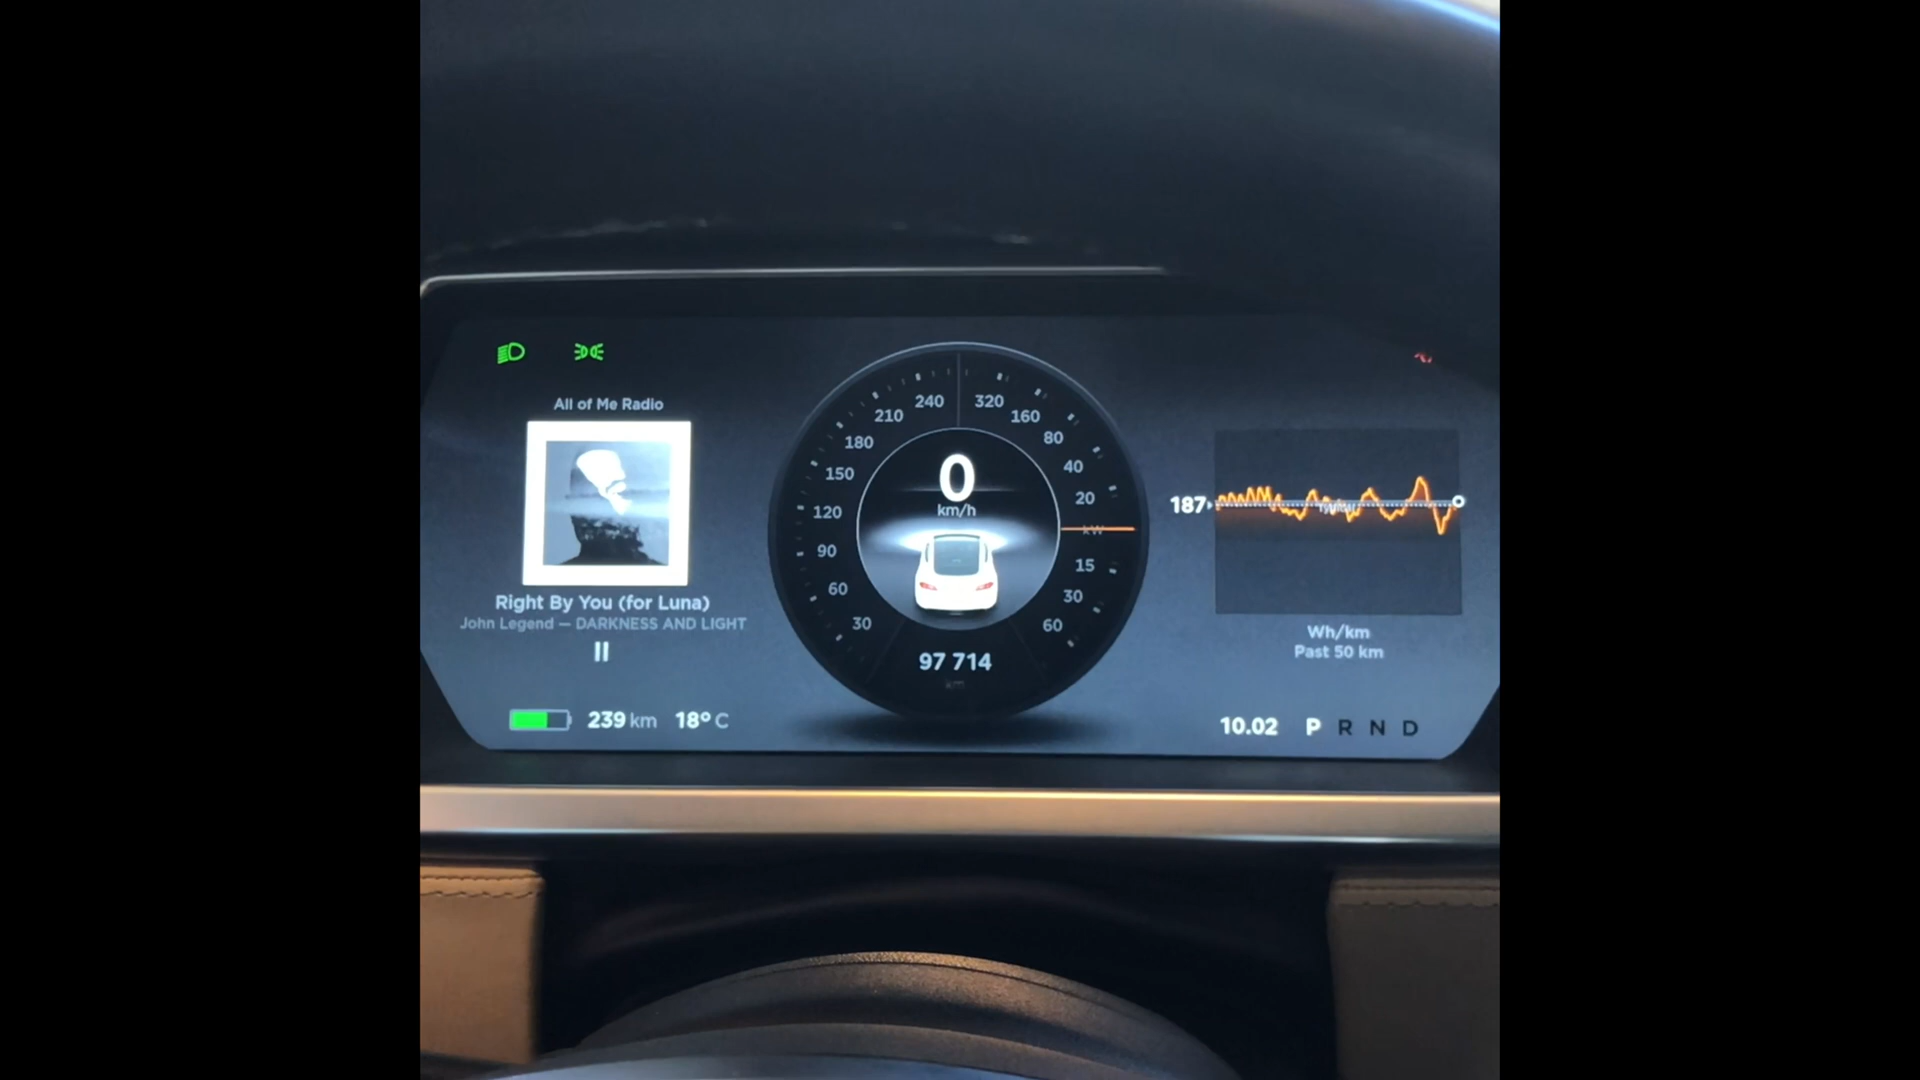 All of Me Radio
Right By You (for Luna)
John Legend — DARKNESS AND LIGHT
239 km 18° C
240
210
180
150
120
90
60
30
320
160
80
40
20
kW
15
30
60
0
km/h
97 714
km
187
Typical
Wh/km
Past 50 km
10.02 P R N D